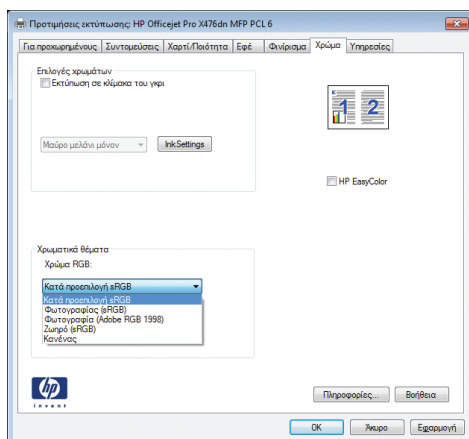 Προτιμήσεις εκτύπωσης: HP Officejet Pro X476dn MFP PCL 6
Για προχωρημένους Συντομεύσεις Χαρτί/Ποιότητα Εφέ Φινίρισμα Χρώμα Υπηρεσίες
Επιλογές χρωμάτων
Εκτύπωση σε κλίμακα του γκρι
1 2
Μαύρο μελάνι μόνον Ink Settings
HP EasyColor
Χρωματικά θέματα
Χρώμα RGB:
Κατά προεπιλογή sRGB
Κατά προεπιλογή sRGB
Φωτογραφίας (sRGB)
Φωτογραφία (Adobe RGB 1998)
Ζωηρό (sRGB)
Κανένας
hp
invent
Πληροφορίες... Βοήθεια
OK Άκυρο Εφαρμογή